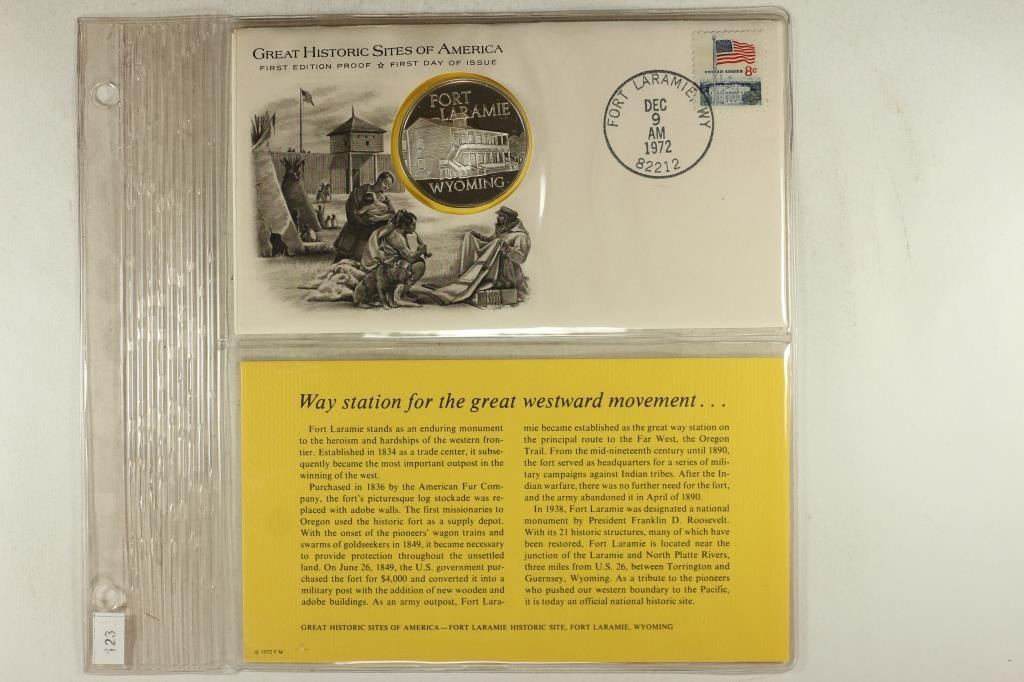 GREAT HISTORIC SITES OF AMERICA
FIRST EDITION PROOF ☆ FIRST DAY OF ISSUE
FORT
LARAMIE
WYOMING
UNITED STATES 8c
FORT LARAMIE, WY
DEC
9
AM
1972
82212
Way station for the great westward movement . . .
Fort Laramie stands as an enduring monument
to the heroism and hardships of the western fron-
tier. Established in 1834 as a trade center, it subse-
quently became the most important outpost in the
winning of the west.
Purchased in 1836 by the American Fur Com-
pany, the fort's picturesque log stockade was re-
placed with adobe walls. The first missionaries to
Oregon used the historic fort as a supply depot.
With the onset of the pioneers' wagon trains and
swarms of goldseekers in 1849, it became necessary
to provide protection throughout the unsettled
land. On June 26, 1849, the U.S. government pur-
chased the fort for $4,000 and converted it into a
military post with the addition of new wooden and
adobe buildings. As an army outpost, Fort Lara-
mie became established as the great way station on
the principal route to the Far West, the Oregon
Trail. From the mid-nineteenth century until 1890,
the fort served as headquarters for a series of mili-
tary campaigns against Indian tribes. After the In-
dian warfare, there was no further need for the fort,
and the army abandoned it in April of 1890.
In 1938, Fort Laramie was designated a national
monument by President Franklin D. Roosevelt.
With its 21 historic structures, many of which have
been restored, Fort Laramie is located near the
junction of the Laramie and North Platte Rivers,
three miles from U.S. 26, between Torrington and
Guernsey, Wyoming. As a tribute to the pioneers
who pushed our western boundary to the Pacific,
it is today an official national historic site.
GREAT HISTORIC SITES OF AMERICA—FORT LARAMIE HISTORIC SITE, FORT LARAMIE, WYOMING
© 1972 F M
123